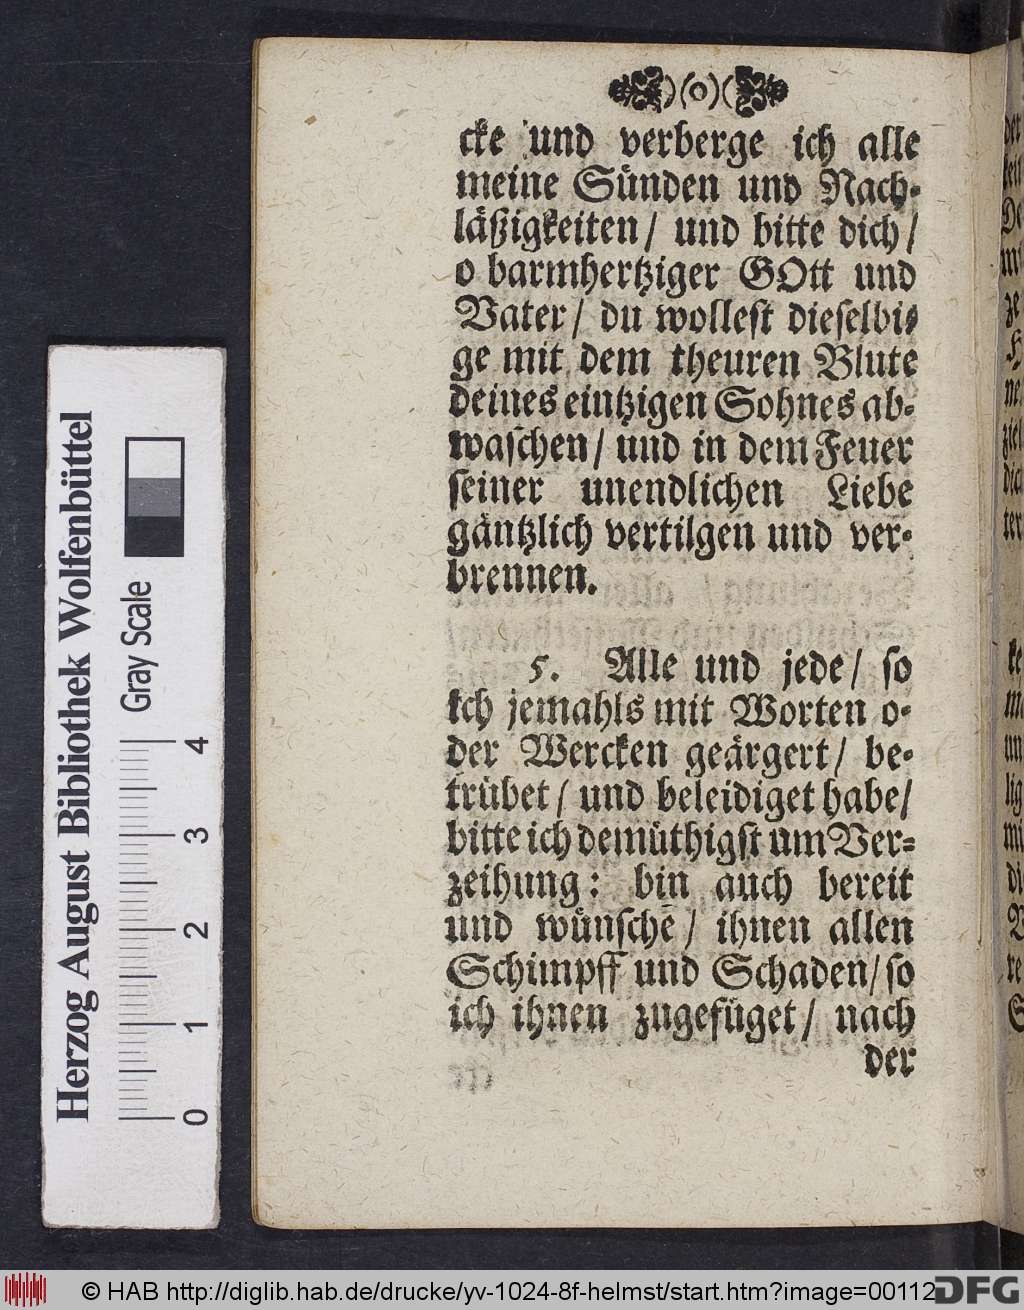 cke und verberge ich alle
meine Sünden und Nach-
läßigkeiten / und bitte dich /
o barmhertziger GOtt und
Vater / du wollest dieselbi-
ge mit dem theuren Blute
deines eintzigen Sohnes ab-
waschen / und in dem Feuer
seiner unendlichen Liebe
gäntzlich vertilgen und ver-
brennen.
5. Alle und jede / so
ich jemahls mit Worten o-
der Wercken geärgert / be-
trübet / und beleidiget habe /
bitte ich demüthigst um Ver-
zeihung: bin auch bereit
und wünsche / ihnen allen
Schimpff und Schaden / so
ich ihnen zugefüget / nach
der
Herzog August Bibliothek Wolfenbüttel
Gray Scale
0 1 2 3 4
© HAB http://diglib.hab.de/drucke/yv-1024-8f-helmst/start.htm?image=00112
DFG